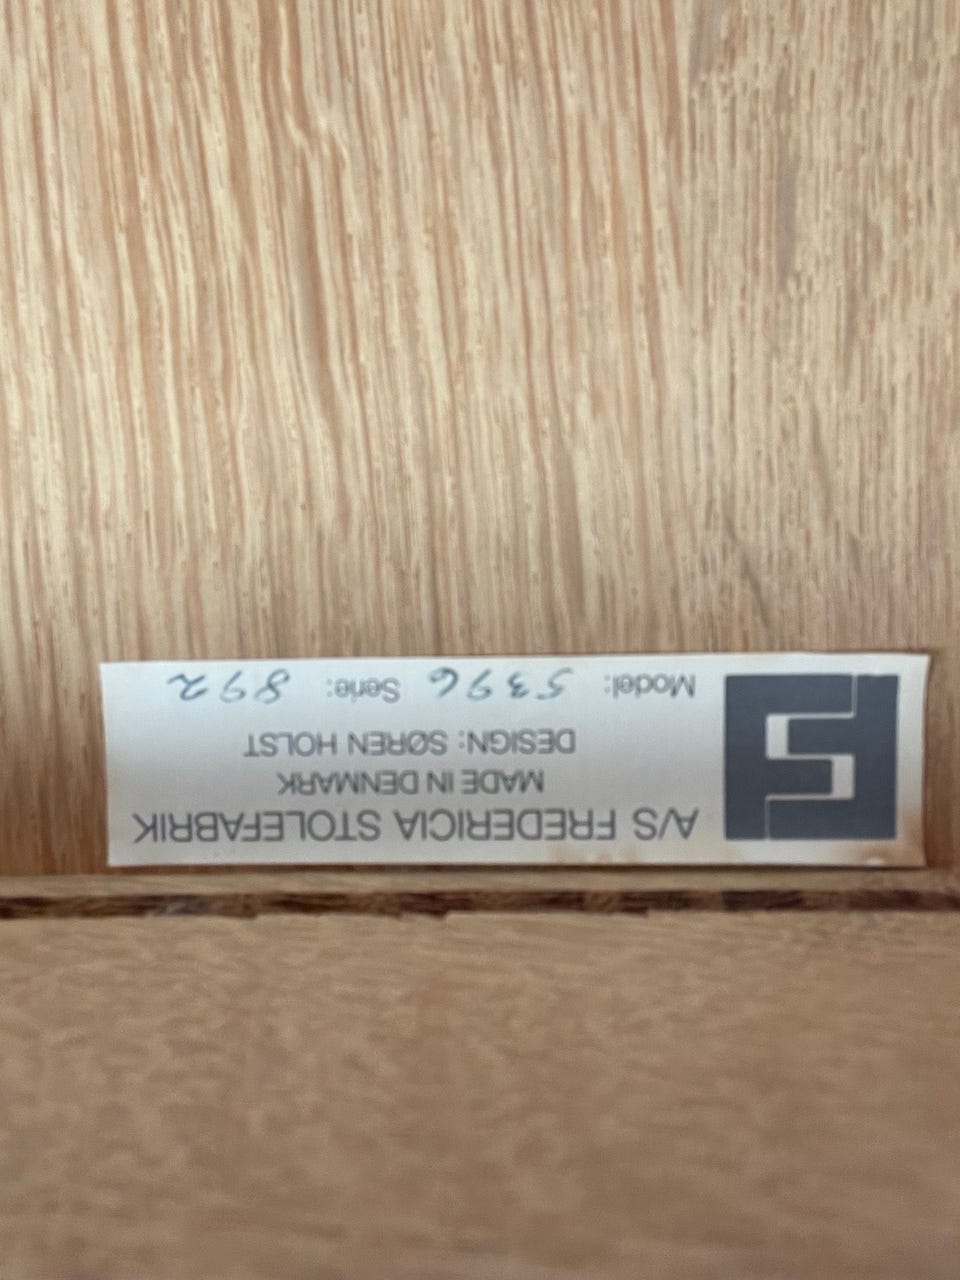 A/S FREDERICIA STOLEFABRIK
MADE IN DENMARK
DESIGN: SØREN HOLST
Model: 5396 Serie: 892